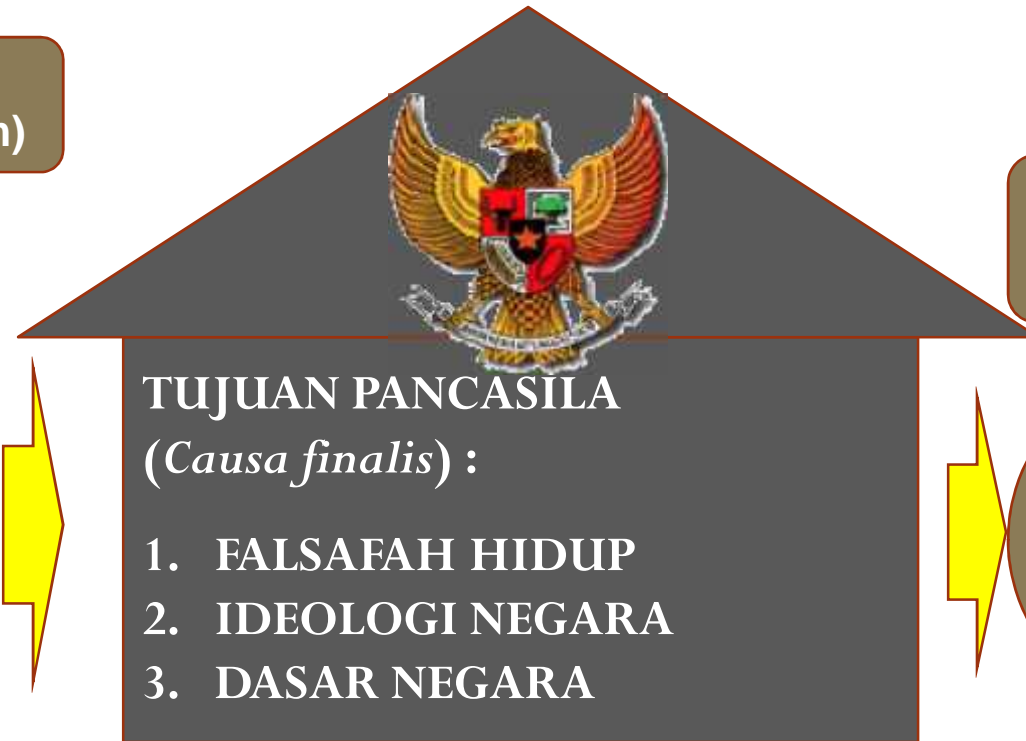 n)
TUJUAN PANCASILA
(Causa finalis) :
1. FALSAFAH HIDUP
2. IDEOLOGI NEGARA
3. DASAR NEGARA